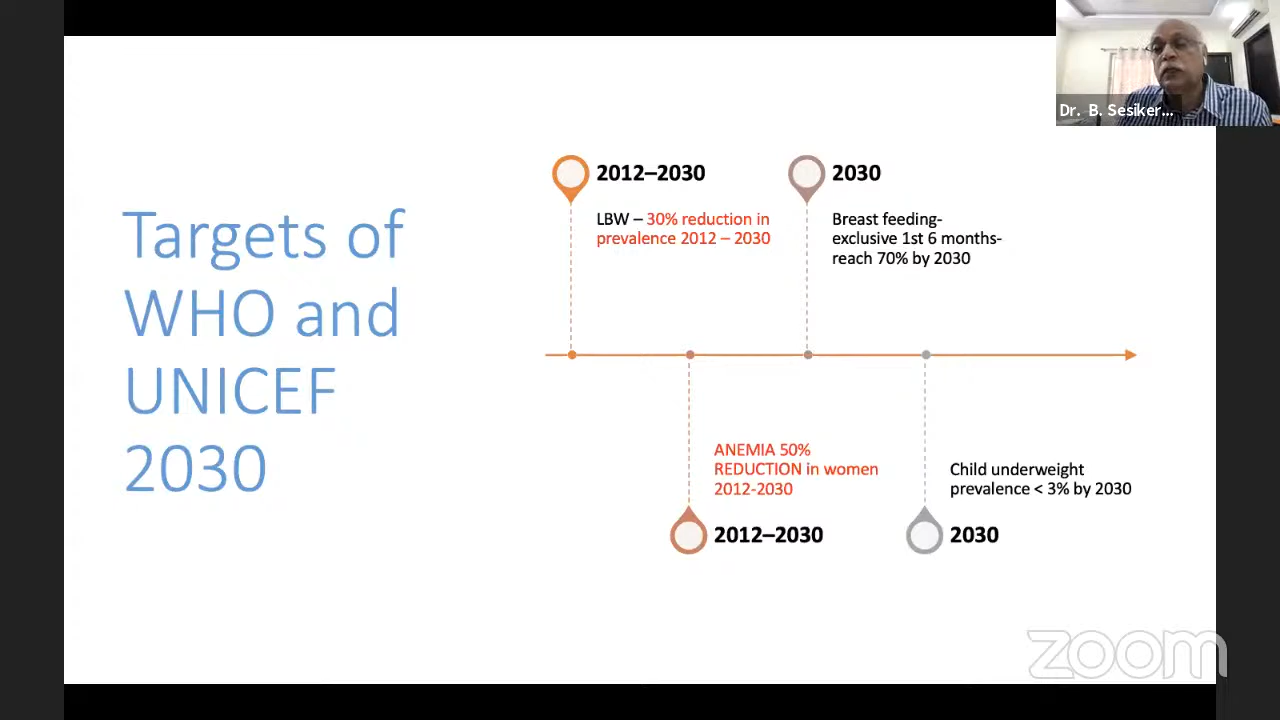 Dr. B. Sesiker...
Targets of
WHO and
UNICEF
2030
2012–2030
LBW – 30% reduction in
prevalence 2012 – 2030
2030
Breast feeding-
exclusive 1st 6 months-
reach 70% by 2030
ANEMIA 50%
REDUCTION in women
2012-2030
2012–2030
Child underweight
prevalence < 3% by 2030
2030
zoom